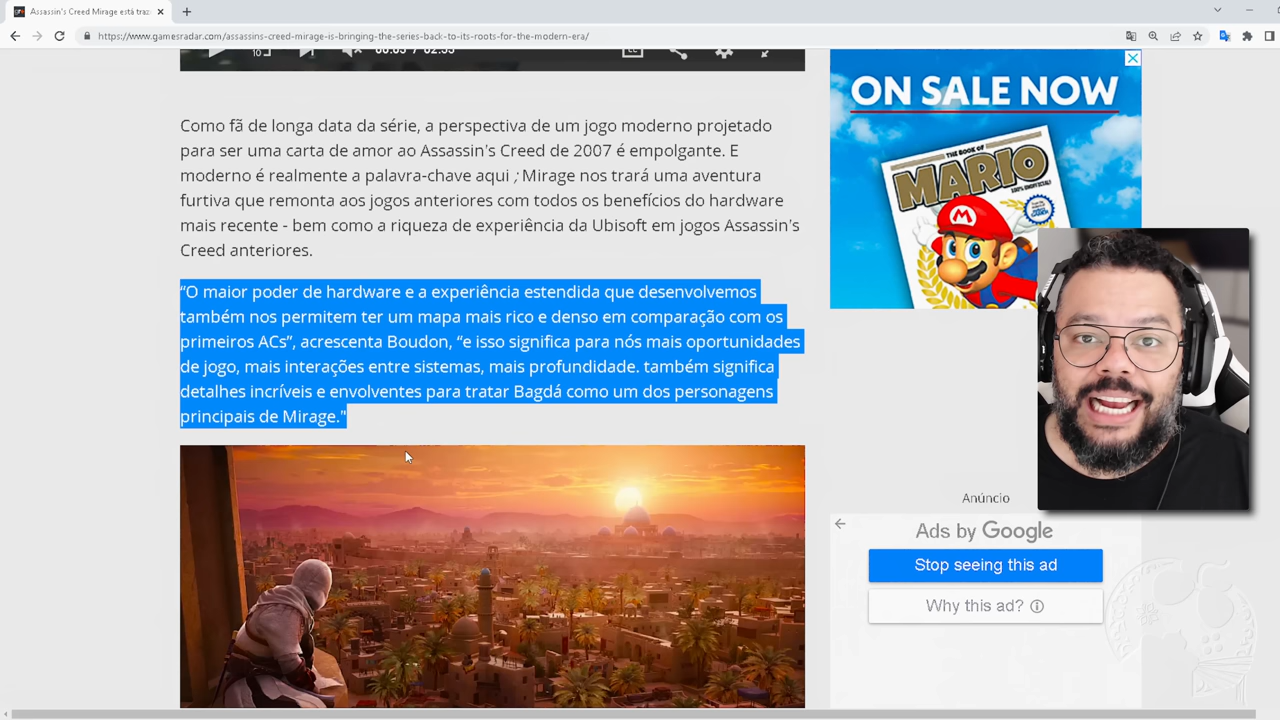 Assassin's Creed Mirage está traz
https://www.gamesradar.com/assassins-creed-mirage-is-bringing-the-series-back-to-its-roots-for-the-modern-era/
Como fã de longa data da série, a perspectiva de um jogo moderno projetado
para ser uma carta de amor ao Assassin's Creed de 2007 é empolgante. E
moderno é realmente a palavra-chave aqui ; Mirage nos trará uma aventura
furtiva que remonta aos jogos anteriores com todos os benefícios do hardware
mais recente - bem como a riqueza de experiência da Ubisoft em jogos Assassin's
Creed anteriores.
“O maior poder de hardware e a experiência estendida que desenvolvemos
também nos permitem ter um mapa mais rico e denso em comparação com os
primeiros ACs”, acrescenta Boudon, “e isso significa para nós mais oportunidades
de jogo, mais interações entre sistemas, mais profundidade. também significa
detalhes incríveis e envolventes para tratar Bagdá como um dos personagens
principais de Mirage."
ON SALE NOW
THE BOOK OF
MARIO
Anúncio
Ads by Google
Stop seeing this ad
Why this ad?